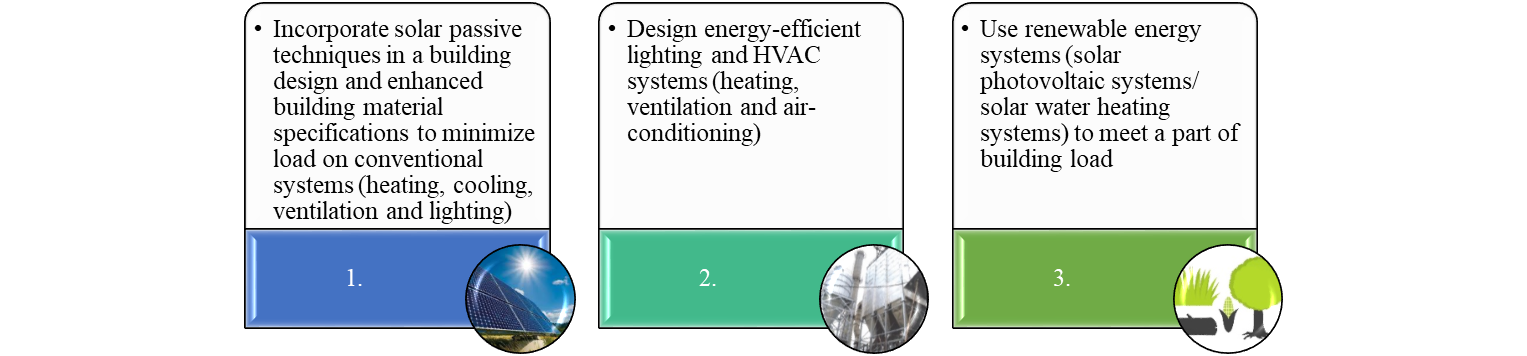 • Incorporate solar passive
techniques in a building
design and enhanced
building material
specifications to minimize
load on conventional
systems (heating, cooling,
ventilation and lighting)
1.
• Design energy-efficient
lighting and HVAC
systems (heating,
ventilation and air-
conditioning)
2.
• Use renewable energy
systems (solar
photovoltaic systems/
solar water heating
systems) to meet a part of
building load
3.